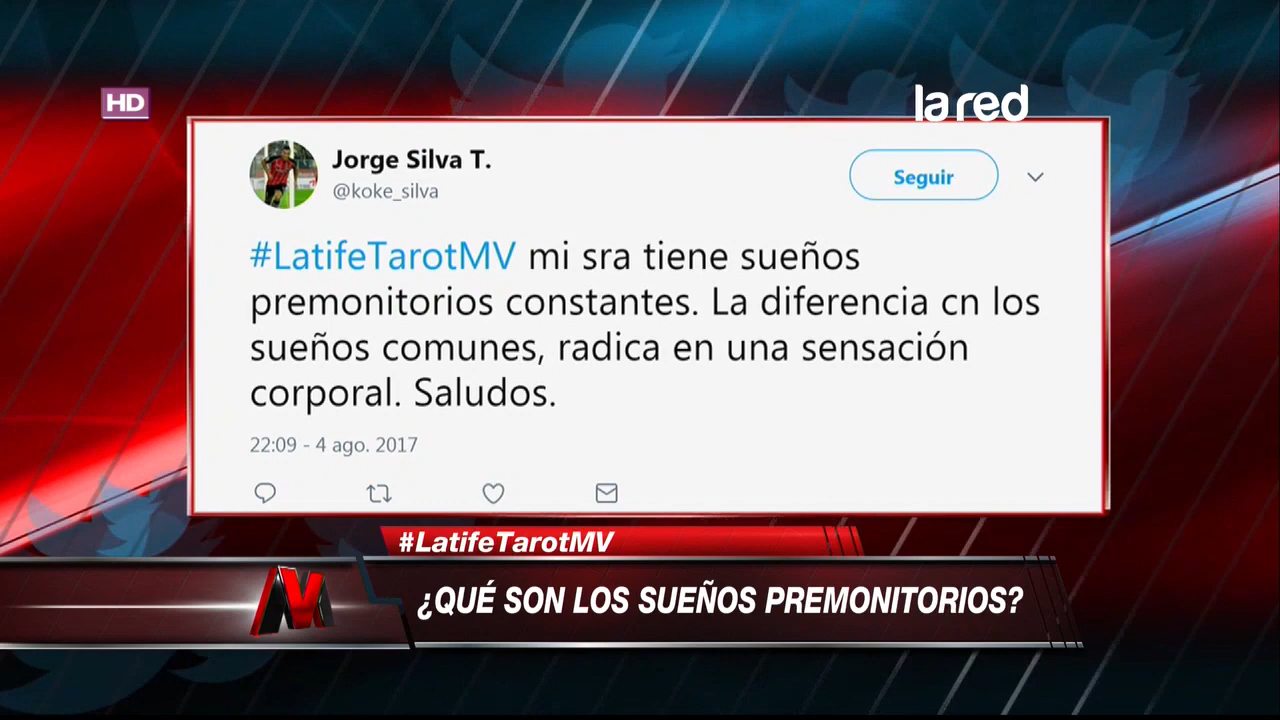 HD
la red
Jorge Silva T.
@koke_silva
Seguir
#LatifeTarotMV mi sra tiene sueños
premonitorios constantes. La diferencia cn los
sueños comunes, radica en una sensación
corporal. Saludos.
22:09 - 4 ago. 2017
#LatifeTarotMV
MV
¿QUÉ SON LOS SUEÑOS PREMONITORIOS?